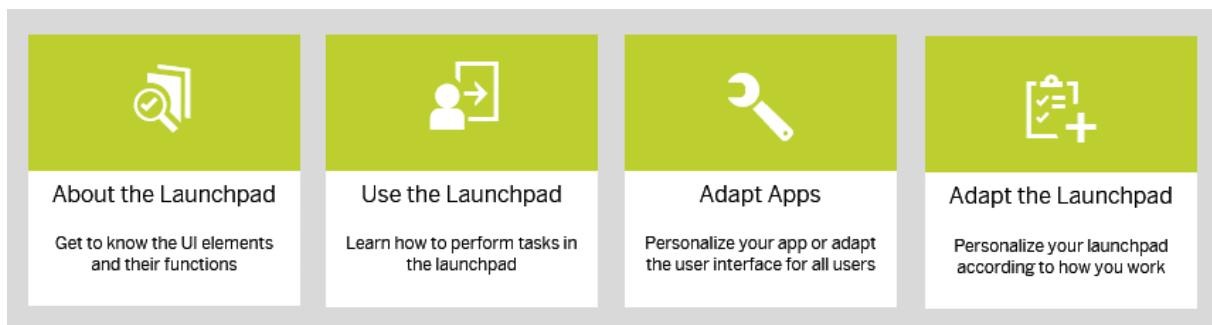 About the Launchpad
Get to know the UI elements
and their functions
Use the Launchpad
Learn how to perform tasks in
the launchpad
Adapt Apps
Personalize your app or adapt
the user interface for all users
Adapt the Launchpad
Personalize your launchpad
according to how you work